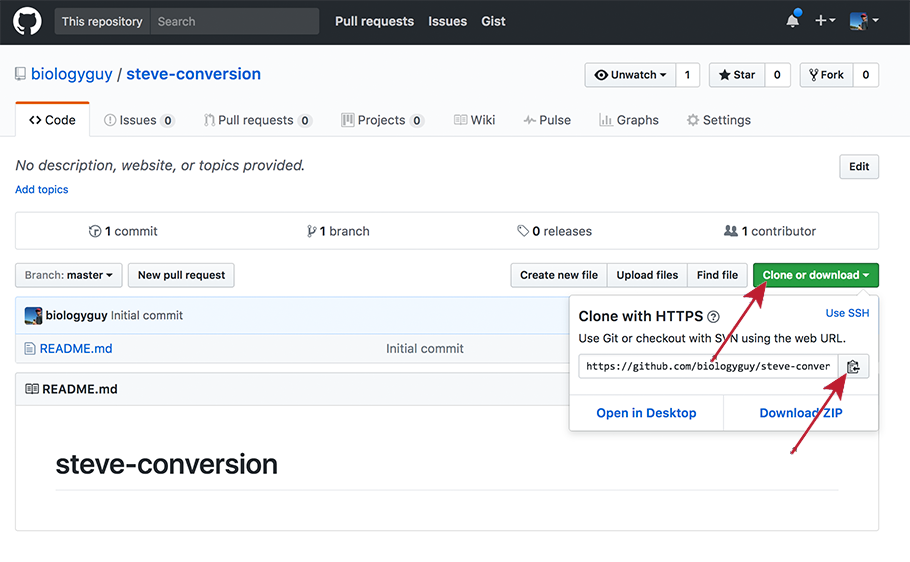 This repository Search Pull requests Issues Gist
biologyguy / steve-conversion Unwatch 1 Star 0 Fork 0
Code Issues 0 Pull requests 0 Projects 0 Wiki Pulse Graphs Settings
No description, website, or topics provided. Edit
Add topics
1 commit 1 branch 0 releases 1 contributor
Branch: master New pull request Create new file Upload files Find file Clone or download
biologyguy Initial commit
README.md Initial commit
README.md
Clone with HTTPS ? Use SSH
Use Git or checkout with SVN using the web URL.
https://github.com/biologyguy/steve-conver
Open in Desktop Download ZIP
steve-conversion